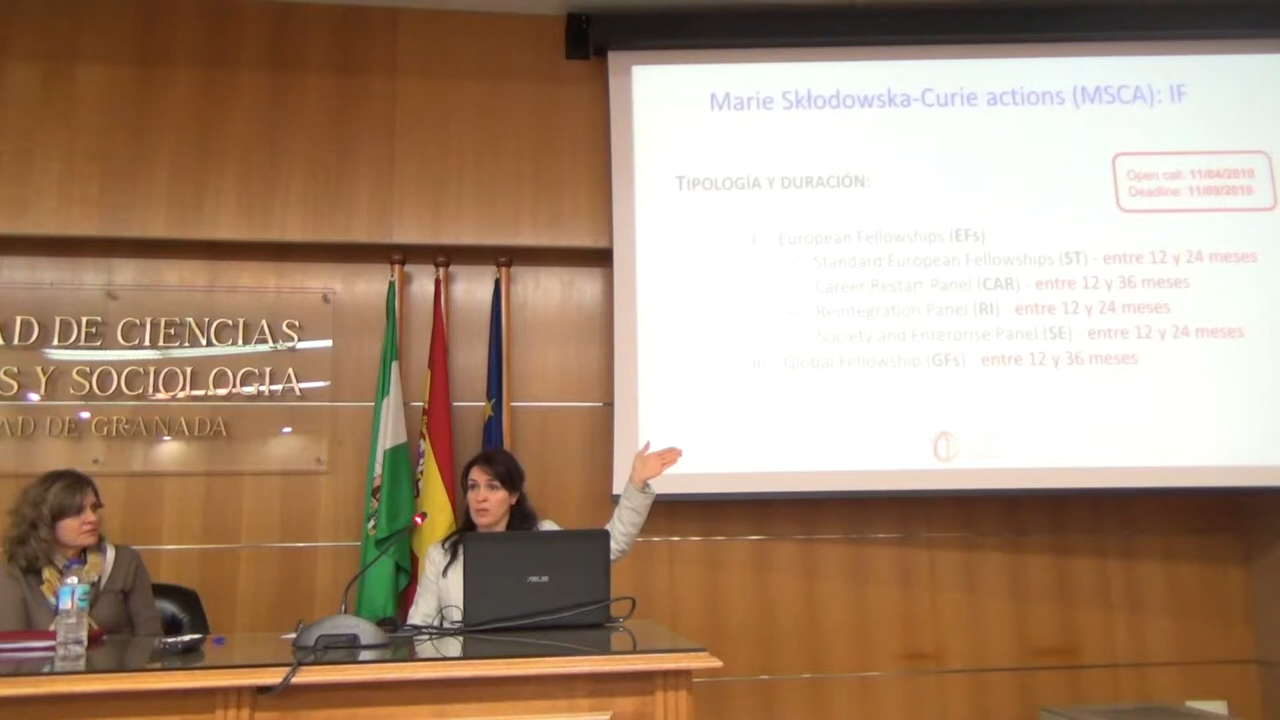 Marie Skłodowska-Curie actions (MSCA): IF
TIPOLOGÍA Y DURACIÓN:
Open call: 11/04/2019
Deadline: 11/09/2019
European Fellowships (EFs)
- Standard European Fellowships (ST) - entre 12 y 24 meses
- Career Restart Panel (CAR) - entre 12 y 36 meses
- Reintegration Panel (RI) entre 12 y 24 meses
Society and Enterprise Panel (SE) - entre 12 y 24 meses
Global Fellowship (GFs) - entre 12 y 36 meses
AD DE CIENCIAS
S Y SOCIOLOGIA
AD DE GRANADA
ASUS